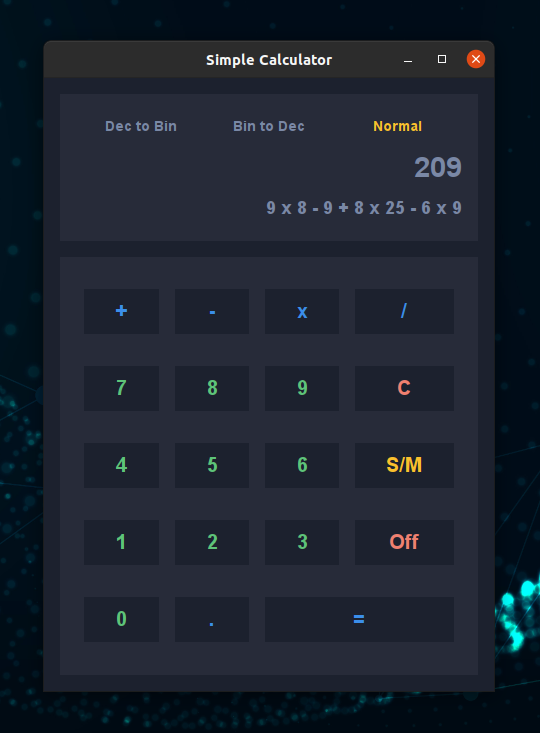 Simple Calculator
Dec to Bin Bin to Dec Normal
209
9 x 8 - 9 + 8 x 25 - 6 x 9
+ - x /
7 8 9 C
4 5 6 S/M
1 2 3 Off
0 . =